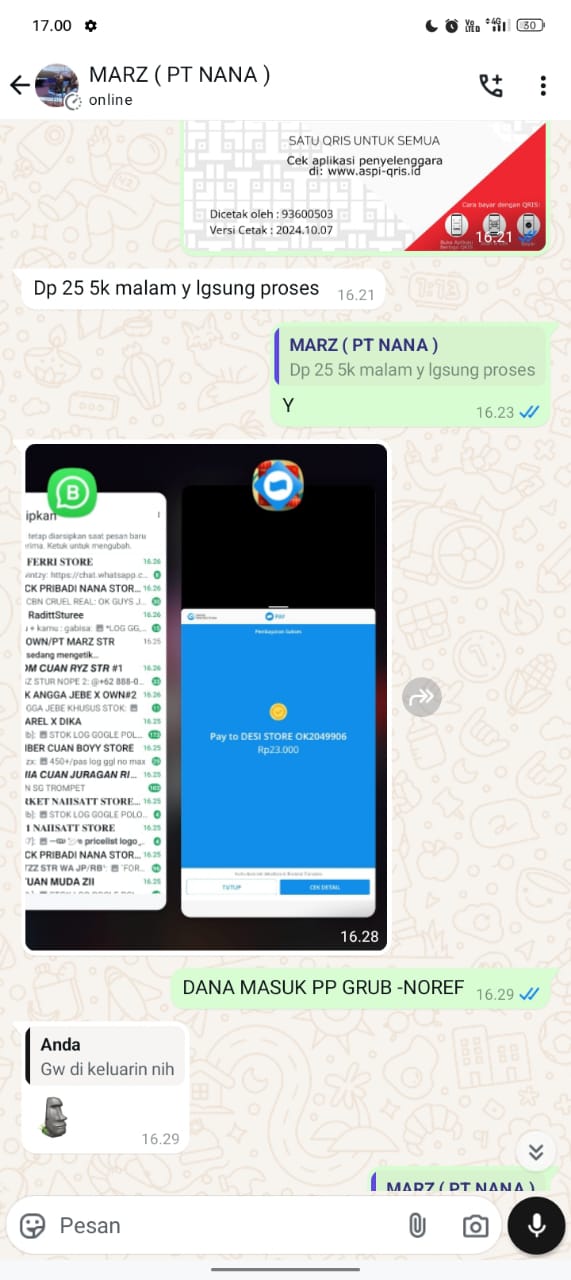 17.00
30
MARZ ( PT NANA )
online
SATU QRIS UNTUK SEMUA
Cek aplikasi penyelenggara
di: www.aspi-qris.id
Cara bayar dengan QRIS:
Dicetak oleh : 93600503
Versi Cetak : 2024.10.07
16.21
Dp 25 5k malam y lgsung proses
16.21
MARZ ( PT NANA )
Dp 25 5k malam y lgsung proses
Y
16.23
B
ipkan
tetap diarsipkan saat pesan baru
rima. Ketuk untuk mengubah.
FERRI STORE 16.26
vintzy: https://chat.whatsapp.c...
CK PRIBADI NANA STOR... 16.26
CBN CRUEL REAL: OK GUYS J...
RadittSturee 16.26
+ kamu : gabisa: *LOG GG,...
OWN/PT MARZ STR 16.25
sedang mengetik...
OM CUAN RYZ STR #1 16.26
IZ STUR NOPE 2: @+62 888-0...
K ANGGA JEBE X OWN#2 16.26
GGA JEBE KHUSUS STOK:
AREL X DIKA 16.25
STOK LOG GOGLE POL...
IBER CUAN BOYY STORE 16.25
zx: 450+/pas log ggl no max
IIA CUAN JURAGAN RI... 16.25
N SG TROMPET
RKET NAIISATT STORE... 16.25
STOK LOG GOGLE POLO...
1 NAIISATT STORE 16.25
pricelist logo
CK PRIBADI NANA STOR... 16.25
TZZ STR WA JP/RB': 'FOR...
TUAN MUDA ZII 16.25
PAY
Pembayaran Sukses
Pay to DESI STORE OK2049906
Rp23.000
TUTUP
CEK DETAIL
16.28
DANA MASUK PP GRUB -NOREF
16.29
Anda
Gw di keluarin nih
16.29
MARZ ( PT NANA )
Pesan